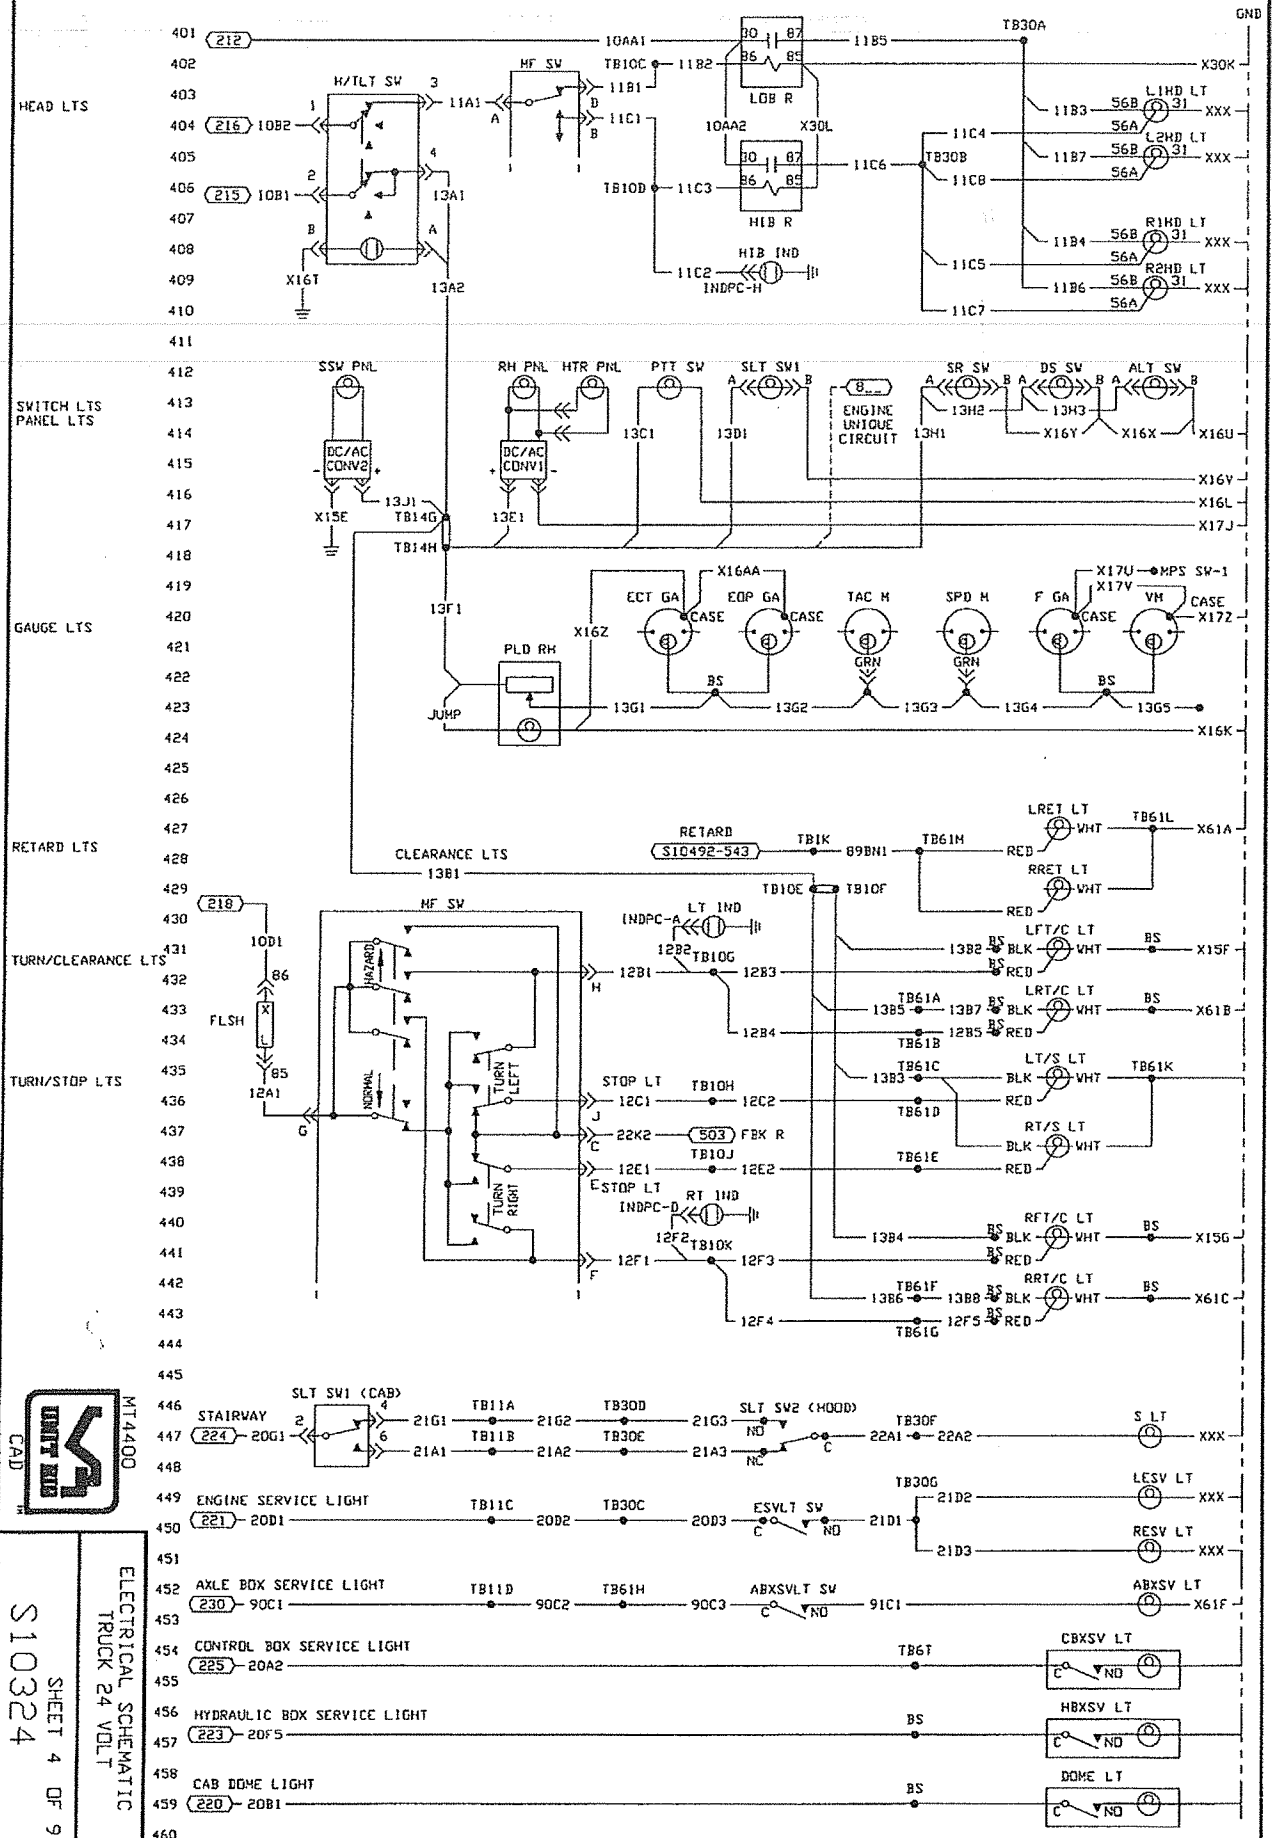 GND
401 212 10AA1 30 87 11B5 TB30A
402 MF SW TB10C 11B2 86 85 X30K
HEAD LTS 403 H/TLT SW 3 11A1 11B1 D LOB R L1HD LT
1 A 11C1 B 11B3 56B 31 XXX
404 216 10B2 10AA2 X30L 11C4 56A L2HD LT
405 4 30 87 11C6 TB30B 11B7 56B 31 XXX
406 2 TB10D 11C3 86 85 11C8 56A
215 10B1 13A1
407 HIB R R1HD LT
408 B A HIB IND 11B4 56B 31 XXX
X16T 11C2 INDPC-H 11C5 56A R2HD LT
409 13A2 11B6 56B 31 XXX
410 11C7 56A
411
412 SSW PNL RH PNL HTR PNL PTT SW SLT SW1 SR SW DS SW ALT SW
SWITCH LTS 413 A B 8__ A B A B A B
PANEL LTS 13H2 13H3
414 13C1 13D1 ENGINE UNIQUE CIRCUIT 13H1 X16Y X16X X16U
415 - DC/AC CONV2 + + DC/AC CONV1 -
416 13J1 X16V
X16L
417 X15E TB14G 13E1 X17J
418 TB14H
419 X16AA X17U MPS SW-1
X17V
420 13F1 ECT GA CASE EOP GA CASE TAC M SPD M F GA CASE VM CASE X17Z
GAUGE LTS X16Z
421 PLD RH GRN GRN
422 BS BS
423 JUMP 13G1 13G2 13G3 13G4 13G5
424 X16K
425
426
427 LRET LT TB61L
RETARD TB1K TB61M WHT X61A
RETARD LTS 428 S10492-543 89BN1 RED
CLEARANCE LTS RRET LT
13B1
429 TB10E TB10F WHT
218 MF SW RED
430 INDPC-A LT IND LFT/C LT
431 10D1 12B2 TB10G 13B2 BS BLK WHT BS X15F
TURN/CLEARANCE LTS HAZARD
432 86 12B1 12B3 BS RED LRT/C LT
H
433 X TB61A
FLSH 13B5 13B7 BS BLK WHT BS X61B
434 L 12B4 12B5 BS RED
TB61B
435 85 TB61C LT/S LT TB61K
TURN/STOP LTS NORMAL TURN LEFT STOP LT TB10H 13B3 BLK WHT
436 12A1 12C1 12C2 RED
J TB61D
437 G 22K2 503 FBK R RT/S LT
C BLK WHT
438 TB10J TB61E
12E1 12E2 RED
439 TURN RIGHT E STOP LT
440 INDPC-D RT IND RFT/C LT
12F2 13B4 BS BLK WHT BS X15G
441 12F1 TB10K 12F3 BS RED
F
442 TB61F RRT/C LT
13B6 13B8 BS BLK WHT BS X61C
443 12F4 12F5 BS RED
TB61G
444
445
446 SLT SW1 (CAB) 4 TB11A TB30D SLT SW2 (HOOD)
STAIRWAY 2 21G1 21G2 21G3 NO TB30F S LT
447 224 20G1 6 TB11B TB30E C 22A1 22A2 XXX
448 21A1 21A2 21A3 NC
449 TB30G LESV LT
ENGINE SERVICE LIGHT TB11C TB30C ESVLT SW 21D2 XXX
450 221 20D1 20D2 20D3 C NO 21D1 RESV LT
451 21D3 XXX
452 AXLE BOX SERVICE LIGHT TB11D TB61H ABXSVLT SW ABXSV LT
230 90C1 90C2 90C3 C NO 91C1 X61F
453
454 CONTROL BOX SERVICE LIGHT TB6T CBXSV LT
225 20A2 C NO
455
456 HYDRAULIC BOX SERVICE LIGHT BS HBXSV LT
457 223 20F5 C NO
458 CAB DOME LIGHT BS DOME LT
459 220 20B1 C NO
460
MT4400
UNIT RIG
CAD
ELECTRICAL SCHEMATIC
TRUCK 24 VOLT
SHEET 4 OF 9
S10324